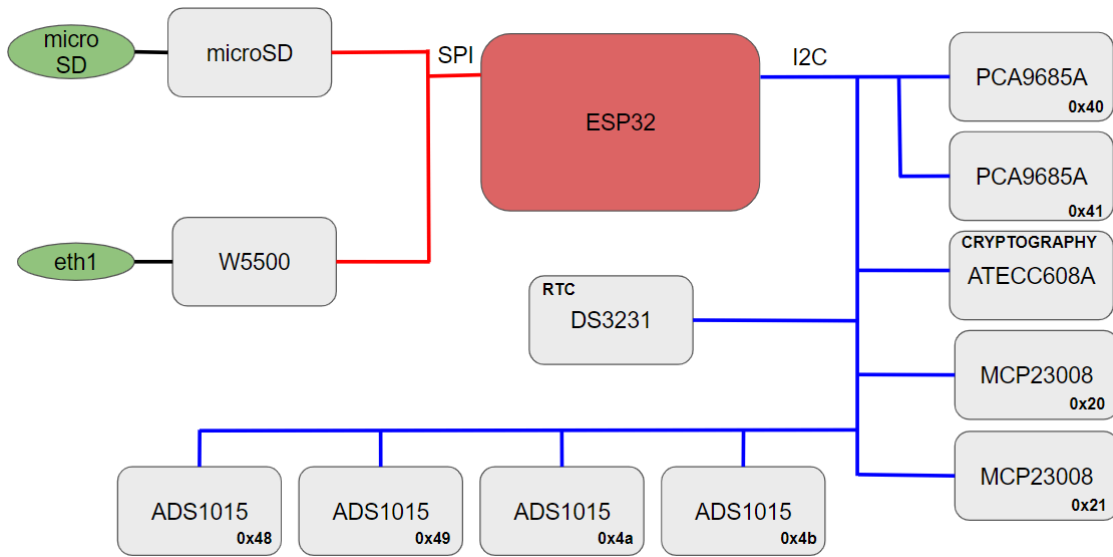 micro
SD
microSD
SPI
ESP32
I2C
PCA9685A
0x40
PCA9685A
0x41
eth1
W5500
CRYPTOGRAPHY
ATECC608A
RTC
DS3231
MCP23008
0x20
MCP23008
0x21
ADS1015
0x48
ADS1015
0x49
ADS1015
0x4a
ADS1015
0x4b